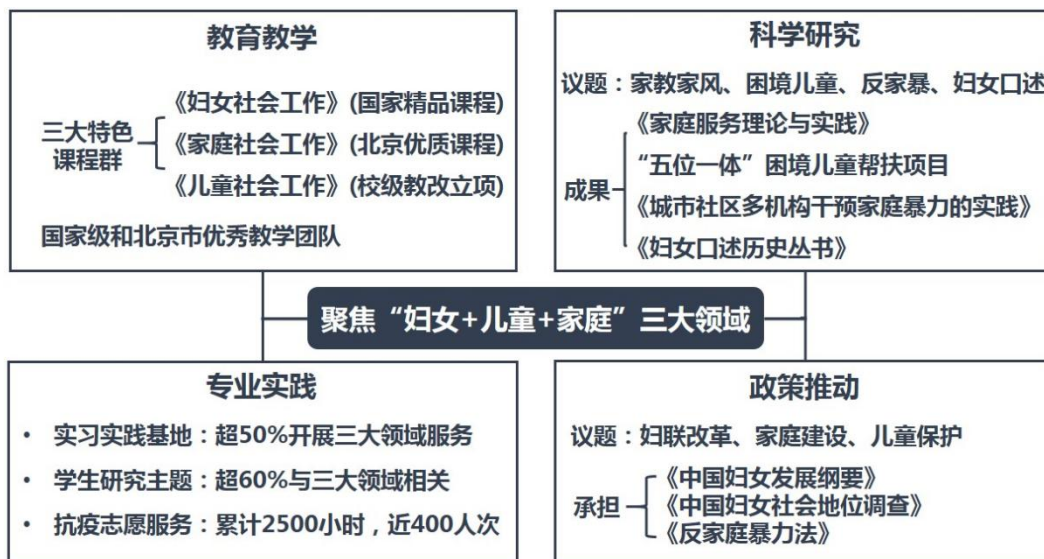 教育教学
三大特色
课程群
《妇女社会工作》(国家精品课程)
《家庭社会工作》(北京优质课程)
《儿童社会工作》(校级教改立项)
国家级和北京市优秀教学团队
科学研究
议题：家教家风、困境儿童、反家暴、妇女口述
成果
《家庭服务理论与实践》
“五位一体”困境儿童帮扶项目
《城市社区多机构干预家庭暴力的实践》
《妇女口述历史丛书》
聚焦“妇女+儿童+家庭”三大领域
专业实践
• 实习实践基地：超50%开展三大领域服务
• 学生研究主题：超60%与三大领域相关
• 抗疫志愿服务：累计2500小时，近400人次
政策推动
议题：妇联改革、家庭建设、儿童保护
承担
《中国妇女发展纲要》
《中国妇女社会地位调查》
《反家庭暴力法》